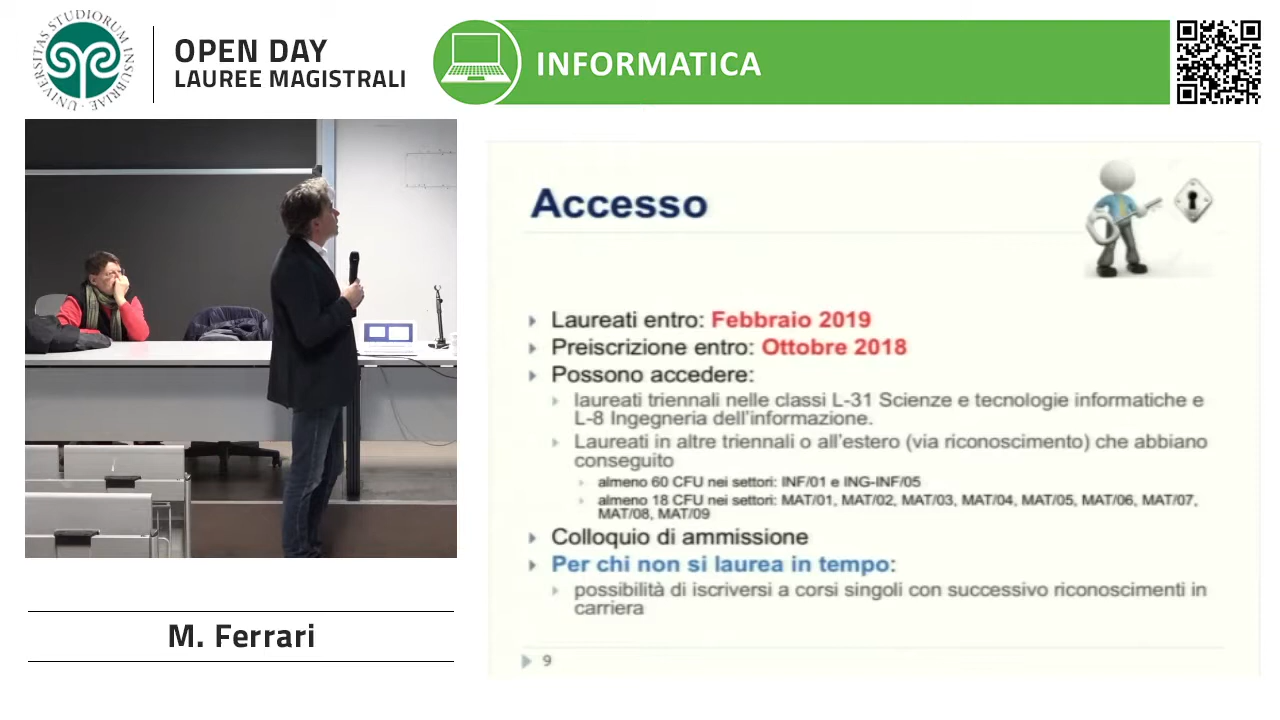 UNIVERSITAS STUDIORUM INSUBRIAE
OPEN DAY
LAUREE MAGISTRALI
INFORMATICA
Accesso
Laureati entro: Febbraio 2019
Preiscrizione entro: Ottobre 2018
Possono accedere:
laureati triennali nelle classi L-31 Scienze e tecnologie informatiche e
L-8 Ingegneria dell'informazione.
Laureati in altre triennali o all'estero (via riconoscimento) che abbiano
conseguito
almeno 60 CFU nei settori: INF/01 e ING-INF/05
almeno 18 CFU nei settori: MAT/01, MAT/02, MAT/03, MAT/04, MAT/05, MAT/06, MAT/07,
MAT/08, MAT/09
Colloquio di ammissione
Per chi non si laurea in tempo:
possibilità di iscriversi a corsi singoli con successivo riconoscimenti in
carriera
9
M. Ferrari